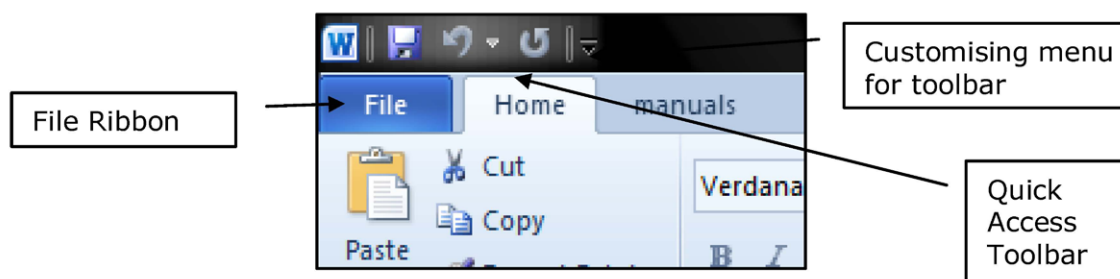 W
Customising menu
for toolbar
File Home manuals
File Ribbon
Cut
Verdana
Copy
Quick
Access
Toolbar
Paste
B I